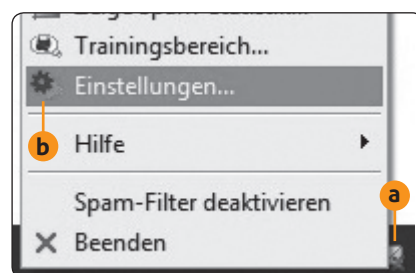 Trainingsbereich...
Einstellungen...
b
Hilfe
Spam-Filter deaktivieren
a
Beenden